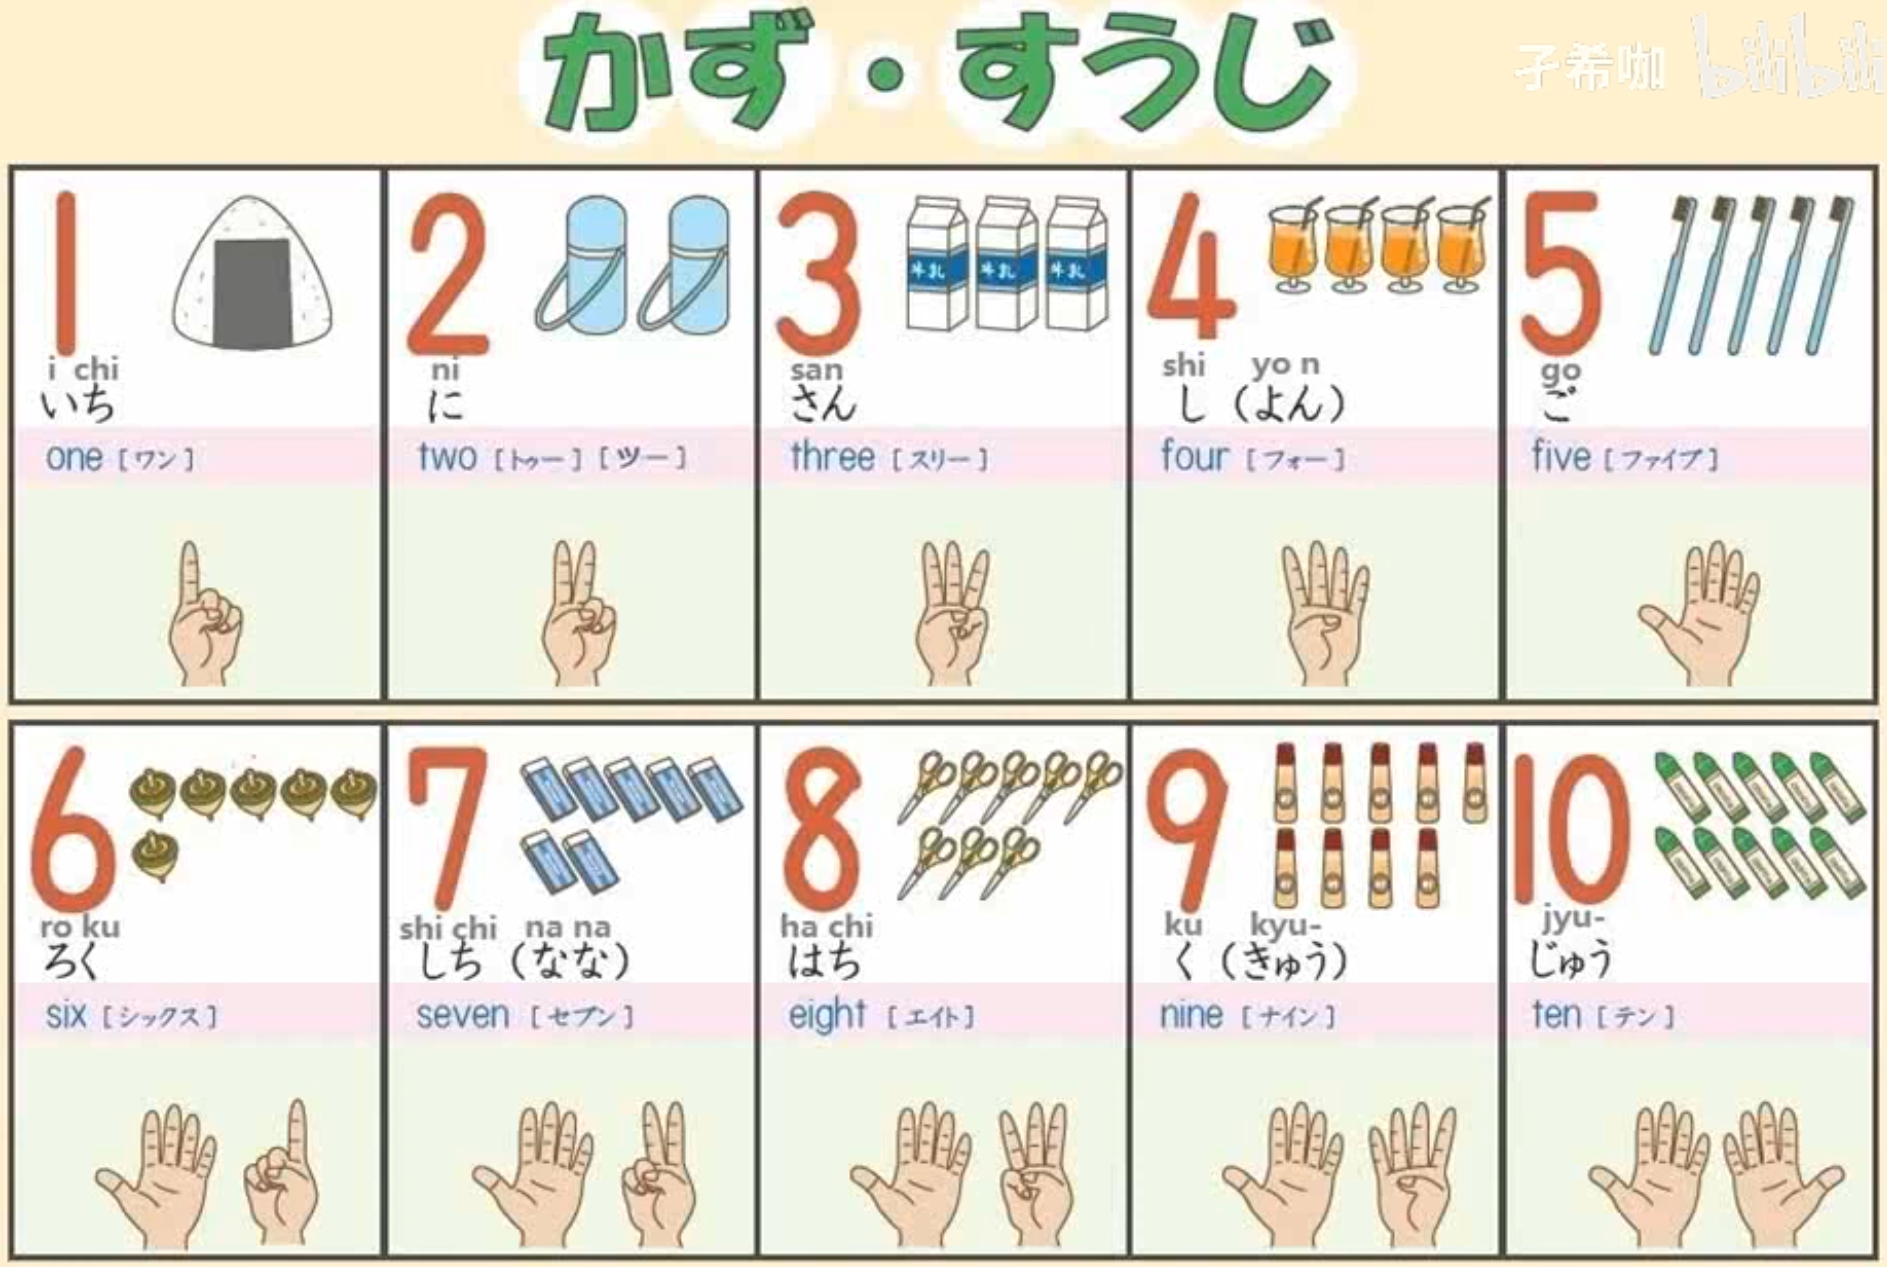 かず・すうじ
子希咖 bilibili
1
i chi
いち
one [ワン]
2
ni
に
two [トゥー] [ツー]
3
牛乳 牛乳 牛乳
san
さん
three [スリー]
4
shi yo n
し (よん)
four [フォー]
5
go
ご
five [ファイブ]
6
ro ku
ろく
six [シックス]
7
shi chi na na
しち (なな)
seven [セブン]
8
ha chi
はち
eight [エイト]
9
ku kyu-
く (きゅう)
nine [ナイン]
10
jyu-
じゅう
ten [テン]